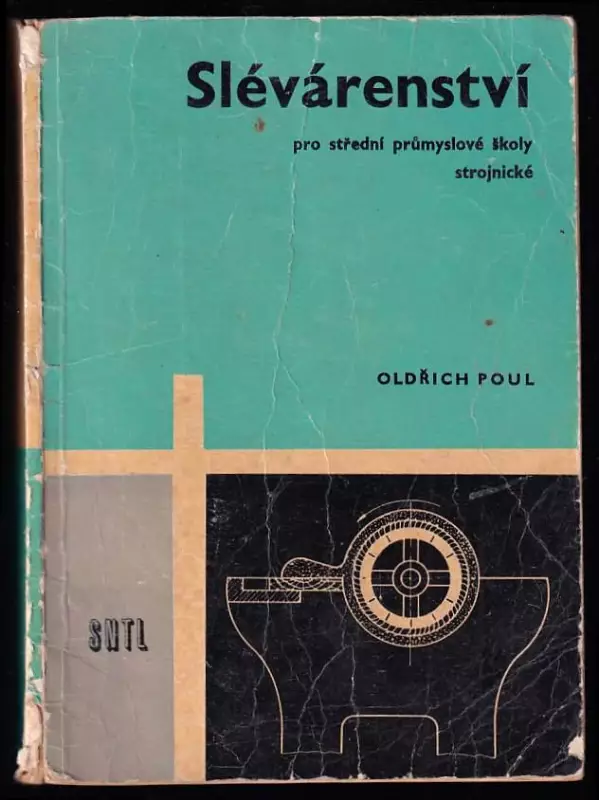 Slévárenství
pro střední průmyslové školy
strojnické
OLDŘICH POUL
SNTL